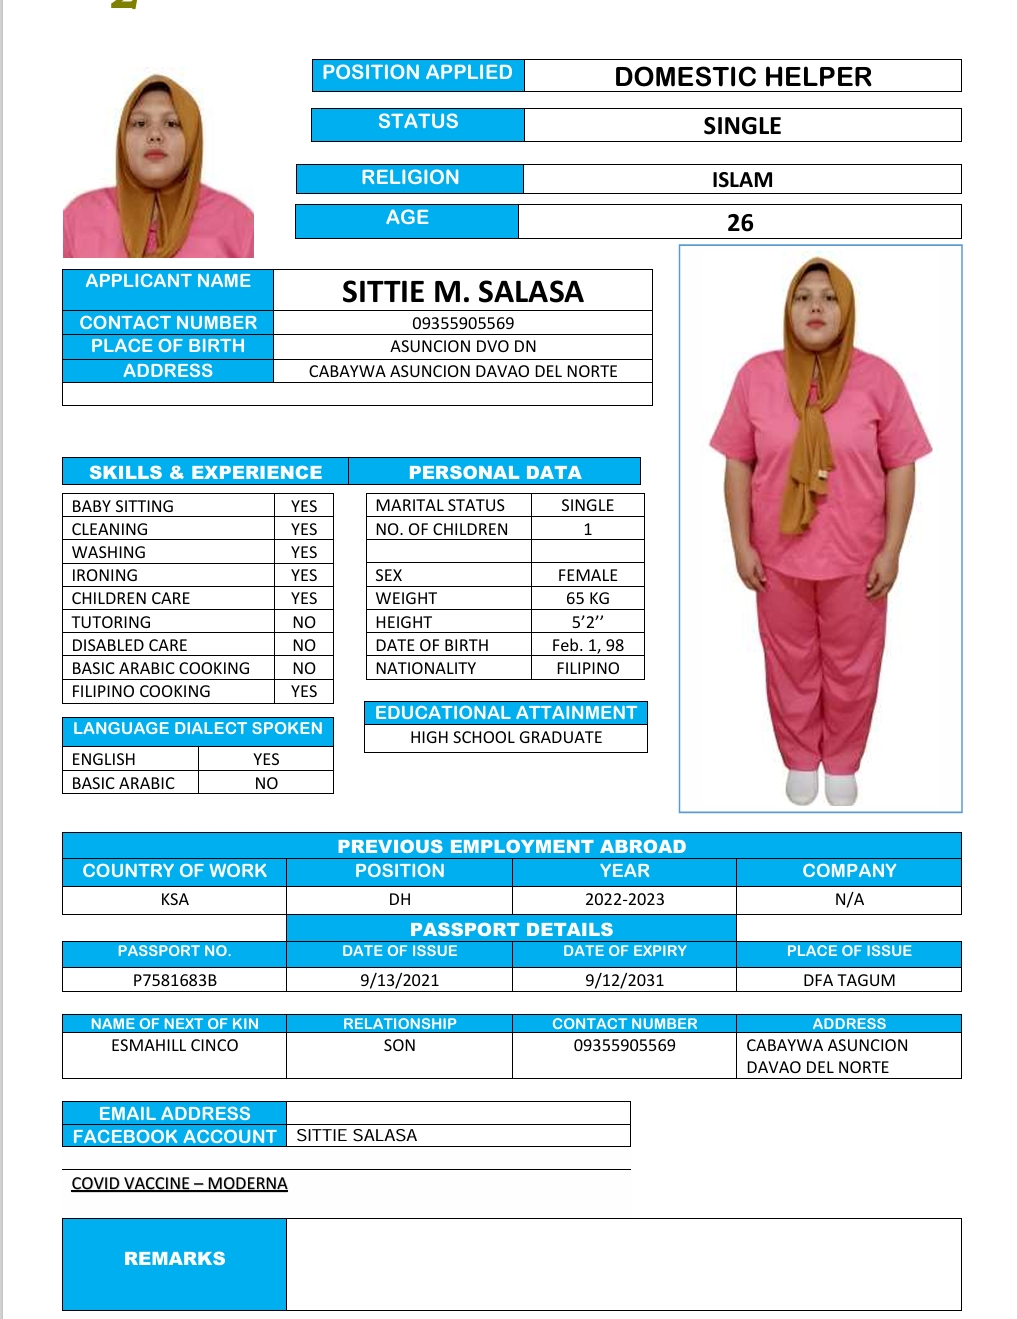 POSITION APPLIED DOMESTIC HELPER
STATUS SINGLE
RELIGION ISLAM
AGE 26
APPLICANT NAME SITTIE M. SALASA
CONTACT NUMBER 09355905569
PLACE OF BIRTH ASUNCION DVO DN
ADDRESS CABAYWA ASUNCION DAVAO DEL NORTE
SKILLS & EXPERIENCE PERSONAL DATA
BABY SITTING YES MARITAL STATUS SINGLE
CLEANING YES NO. OF CHILDREN 1
WASHING YES
IRONING YES SEX FEMALE
CHILDREN CARE YES WEIGHT 65 KG
TUTORING NO HEIGHT 5’2’’
DISABLED CARE NO DATE OF BIRTH Feb. 1, 98
BASIC ARABIC COOKING NO NATIONALITY FILIPINO
FILIPINO COOKING YES
EDUCATIONAL ATTAINMENT
HIGH SCHOOL GRADUATE
LANGUAGE DIALECT SPOKEN
ENGLISH YES
BASIC ARABIC NO
PREVIOUS EMPLOYMENT ABROAD
COUNTRY OF WORK POSITION YEAR COMPANY
KSA DH 2022-2023 N/A
PASSPORT DETAILS
PASSPORT NO. DATE OF ISSUE DATE OF EXPIRY PLACE OF ISSUE
P7581683B 9/13/2021 9/12/2031 DFA TAGUM
NAME OF NEXT OF KIN RELATIONSHIP CONTACT NUMBER ADDRESS
ESMAHILL CINCO SON 09355905569 CABAYWA ASUNCION
DAVAO DEL NORTE
EMAIL ADDRESS
FACEBOOK ACCOUNT SITTIE SALASA
COVID VACCINE – MODERNA
REMARKS